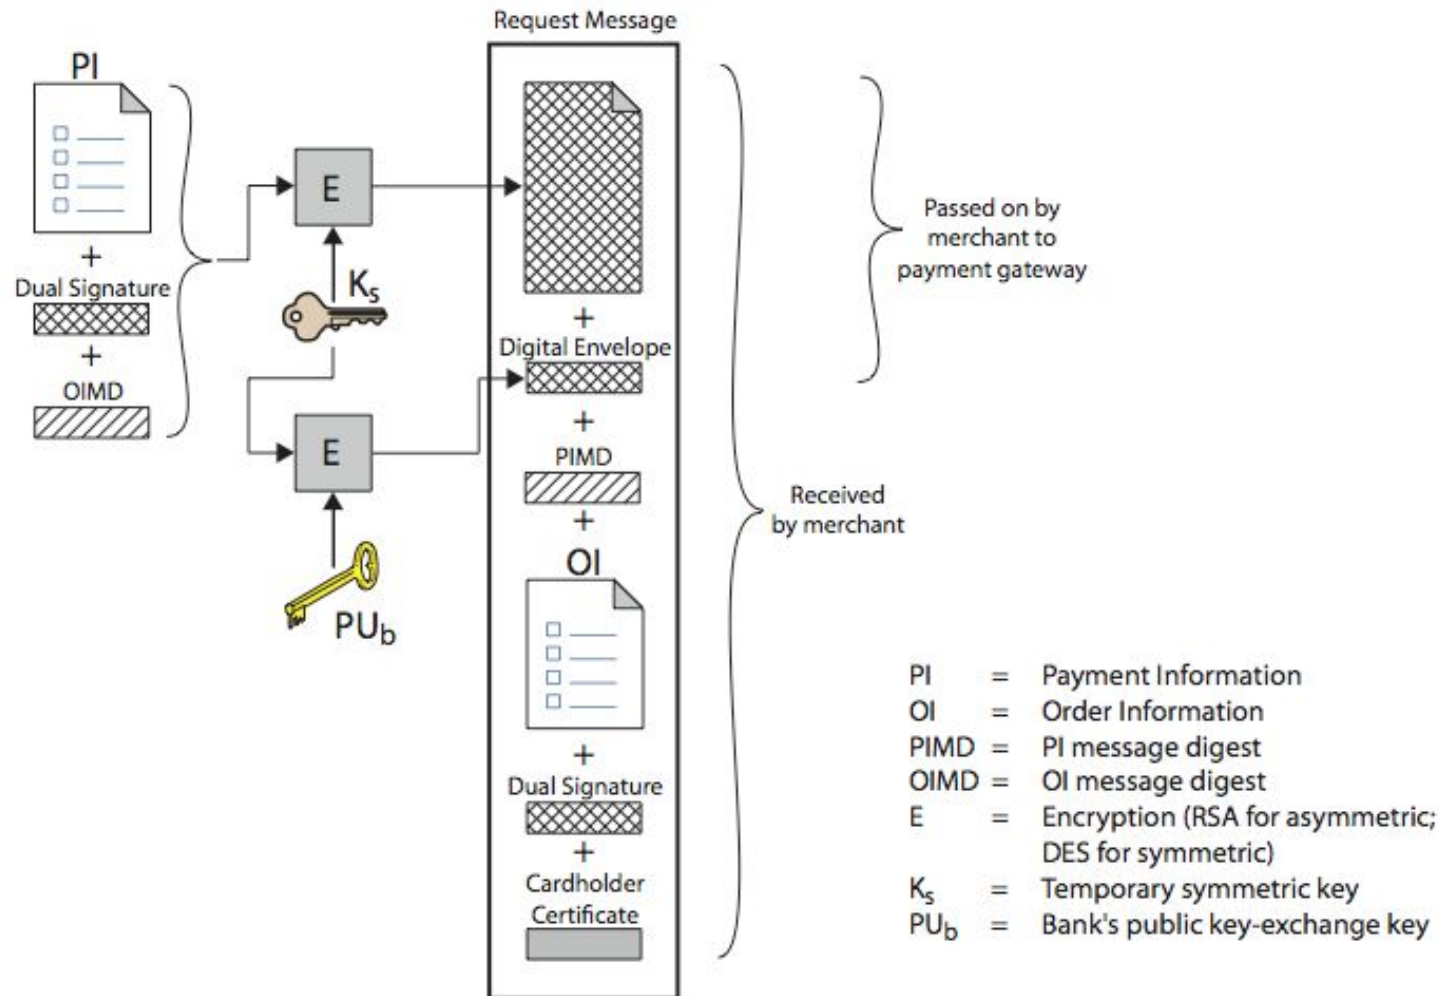 Request Message
PI
+
Dual Signature
+
OIMD
E
Ks
E
PUb
+
Digital Envelope
+
PIMD
+
OI
+
Dual Signature
+
Cardholder
Certificate
Passed on by
merchant to
payment gateway
Received
by merchant
PI = Payment Information
OI = Order Information
PIMD = PI message digest
OIMD = OI message digest
E = Encryption (RSA for asymmetric;
DES for symmetric)
Ks = Temporary symmetric key
PUb = Bank's public key-exchange key